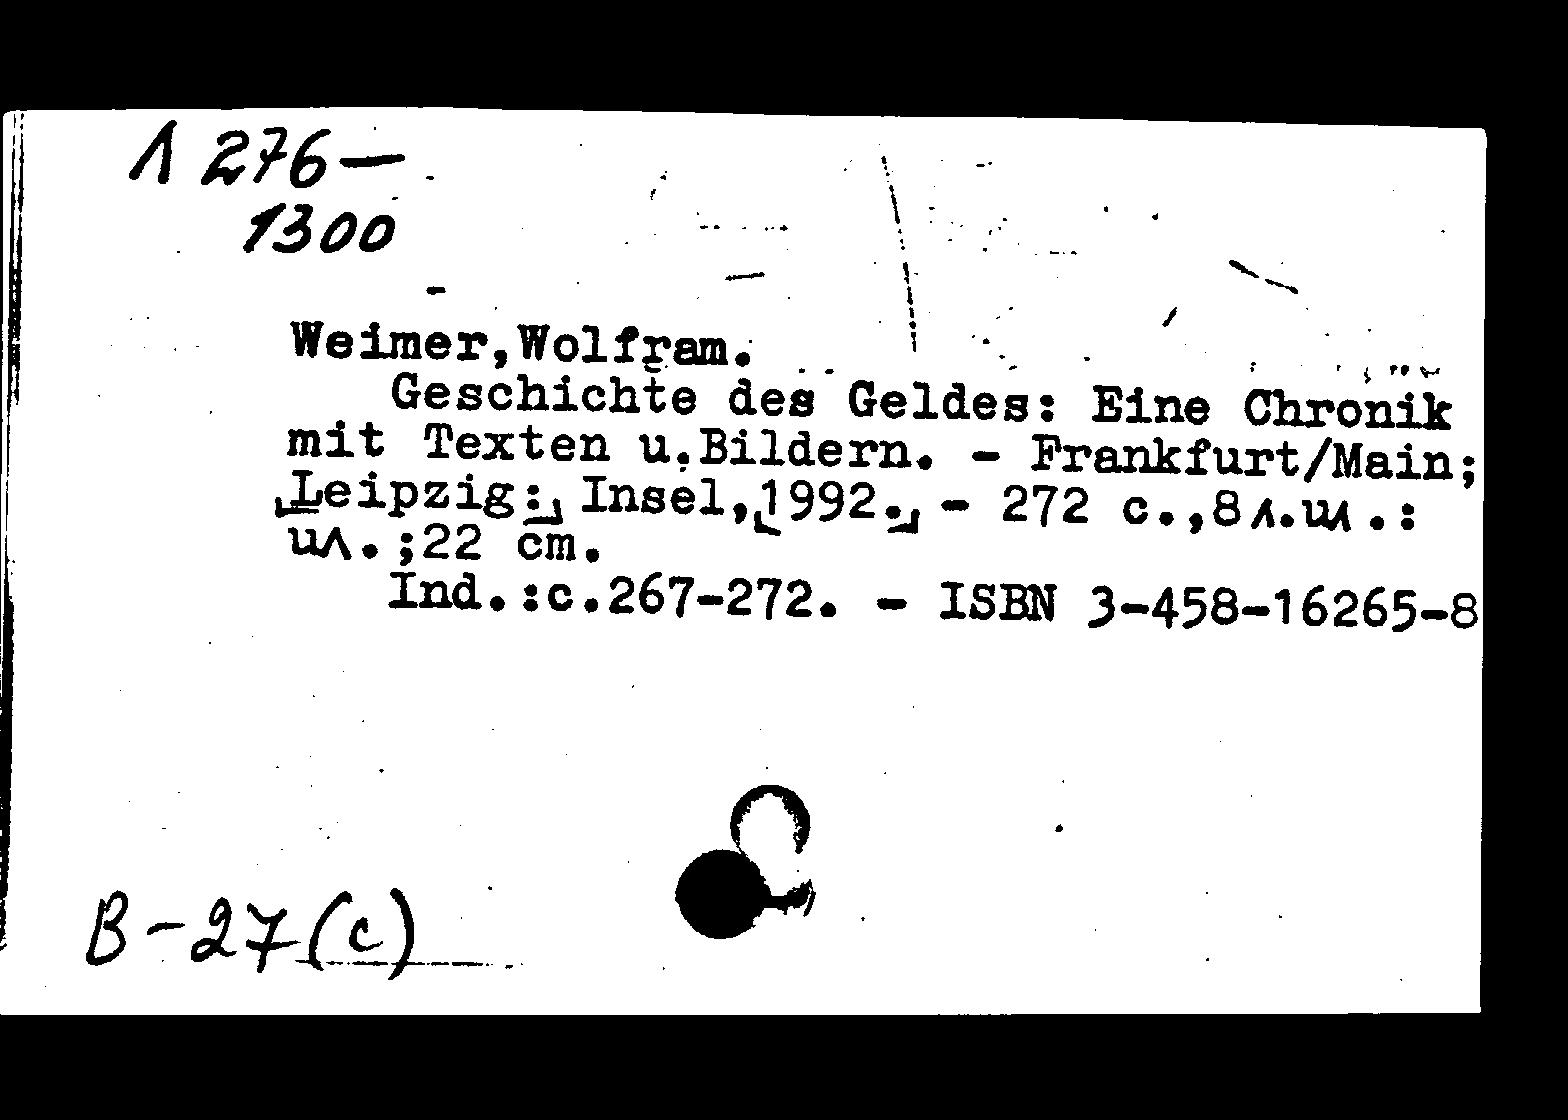 Л 276—
1300
Weimer,Wolfram.
Geschichte des Geldes: Eine Chronik
mit Texten u.Bildern. - Frankfurt/Main;
Leipzig:, Insel,1992. - 272 с.,8л.ил.:
ил.;22 cm.
Ind.:с.267-272. - ISBN 3-458-16265-8
В-27(с)